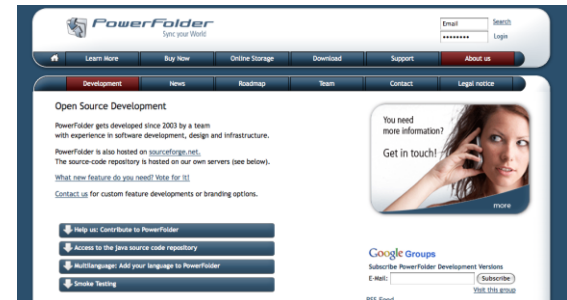 PowerFolder
Sync your World
Email
Search
••••••••
Login
Learn More
Buy Now
Online Storage
Download
Support
About us
Development
News
Roadmap
Team
Contact
Legal notice
Open Source Development
PowerFolder gets developed since 2003 by a team
with experience in software development, design and infrastructure.
PowerFolder is also hosted on sourceforge.net.
The source-code repository is hosted on our own servers (see below).
What new feature do you need? Vote for it!
Contact us for custom feature developments or branding options.
Help us: Contribute to PowerFolder
Access to the Java source code repository
Multilanguage: Add your language to PowerFolder
Smoke Testing
You need
more information?
Get in touch!
more
Google Groups
Subscribe PowerFolder Development Versions
E-Mail:
Subscribe
Visit this group
RSS Feed